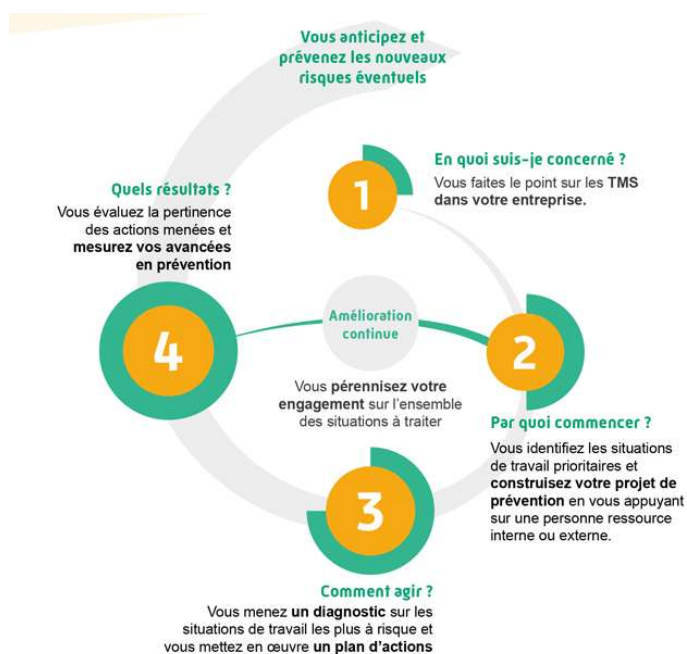 Vous anticipez et
prévenez les nouveaux
risques éventuels
1
En quoi suis-je concerné ?
Vous faites le point sur les TMS
dans votre entreprise.
Quels résultats ?
Vous évaluez la pertinence
des actions menées et
mesurez vos avancées
en prévention
4
Amélioration
continue
Vous pérennisez votre
engagement sur l'ensemble
des situations à traiter
2
Par quoi commencer ?
Vous identifiez les situations
de travail prioritaires et
construisez votre projet de
prévention en vous appuyant
sur une personne ressource
interne ou externe.
3
Comment agir ?
Vous menez un diagnostic sur les
situations de travail les plus à risque et
vous mettez en œuvre un plan d'actions